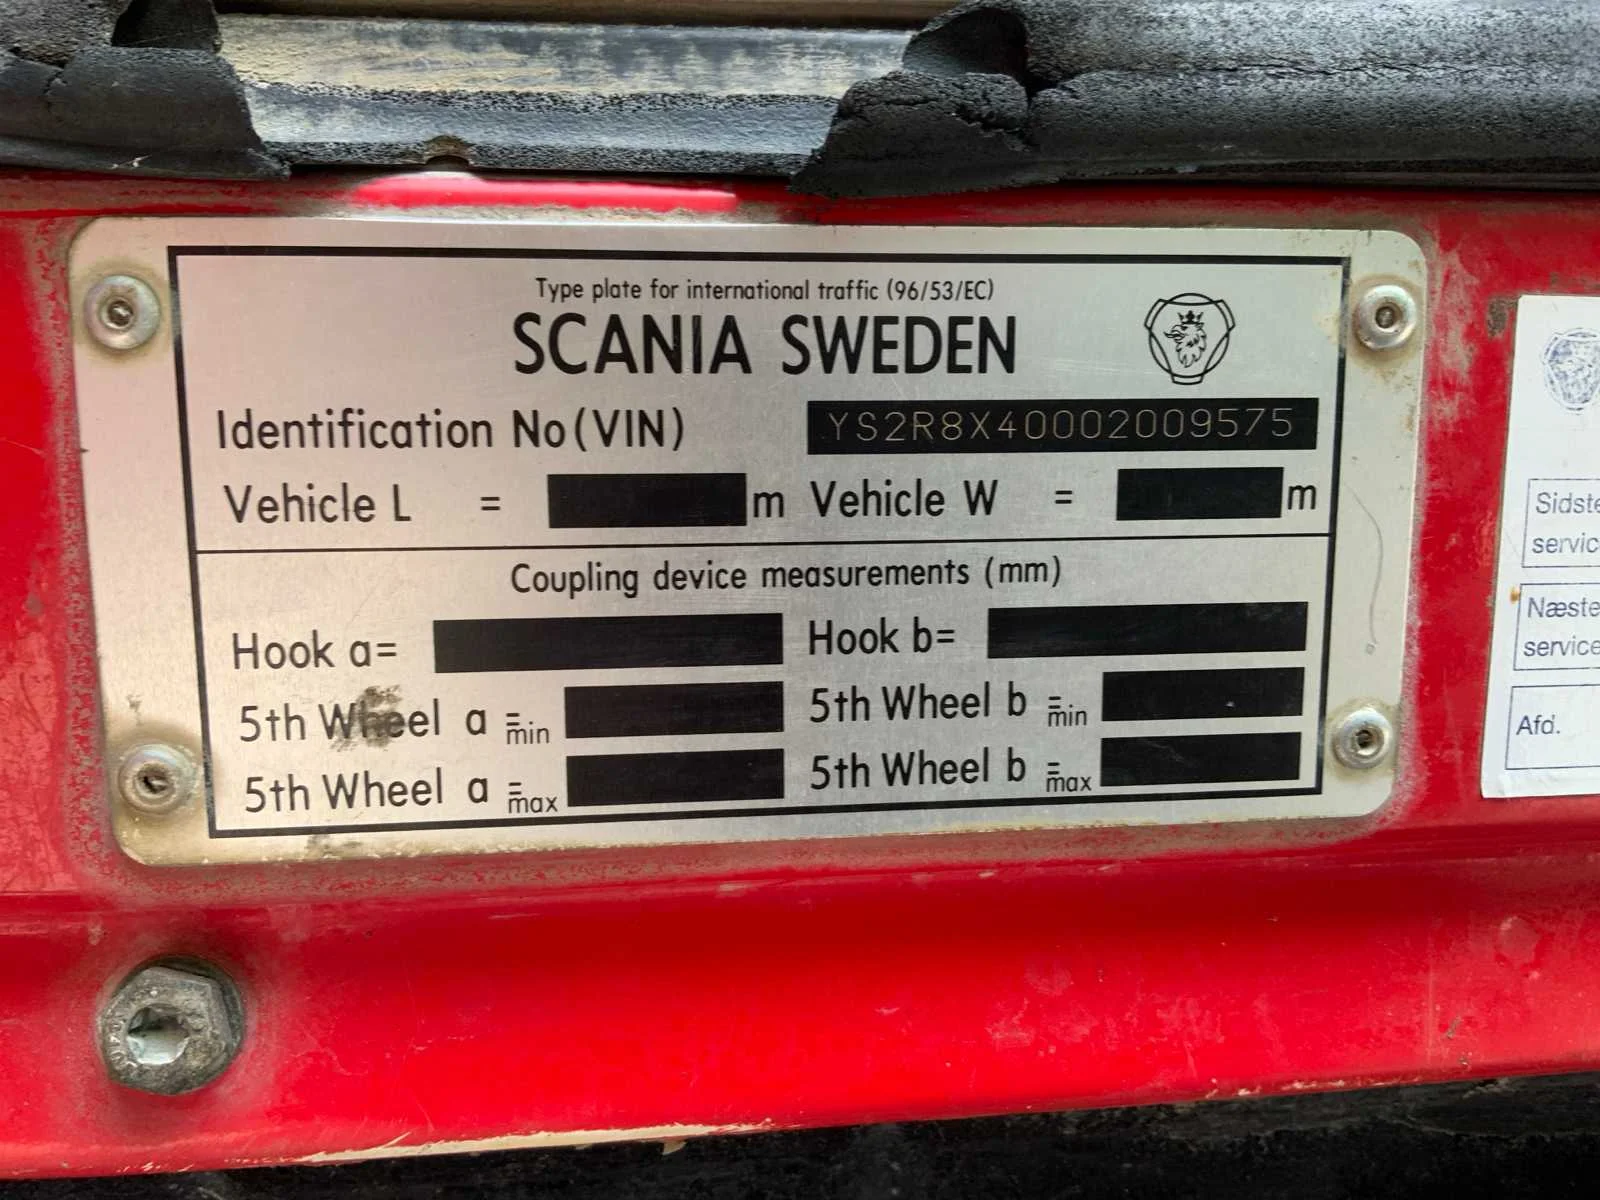 Type plate for international traffic (96/53/EC)
SCANIA SWEDEN
Identification No(VIN) YS2R8X40002009575
Vehicle L = m Vehicle W = m
Coupling device measurements (mm)
Hook a= Hook b=
5th Wheel a = min 5th Wheel b = min
5th Wheel a = max 5th Wheel b = max
Sidste
service
Næste
service
Afd.